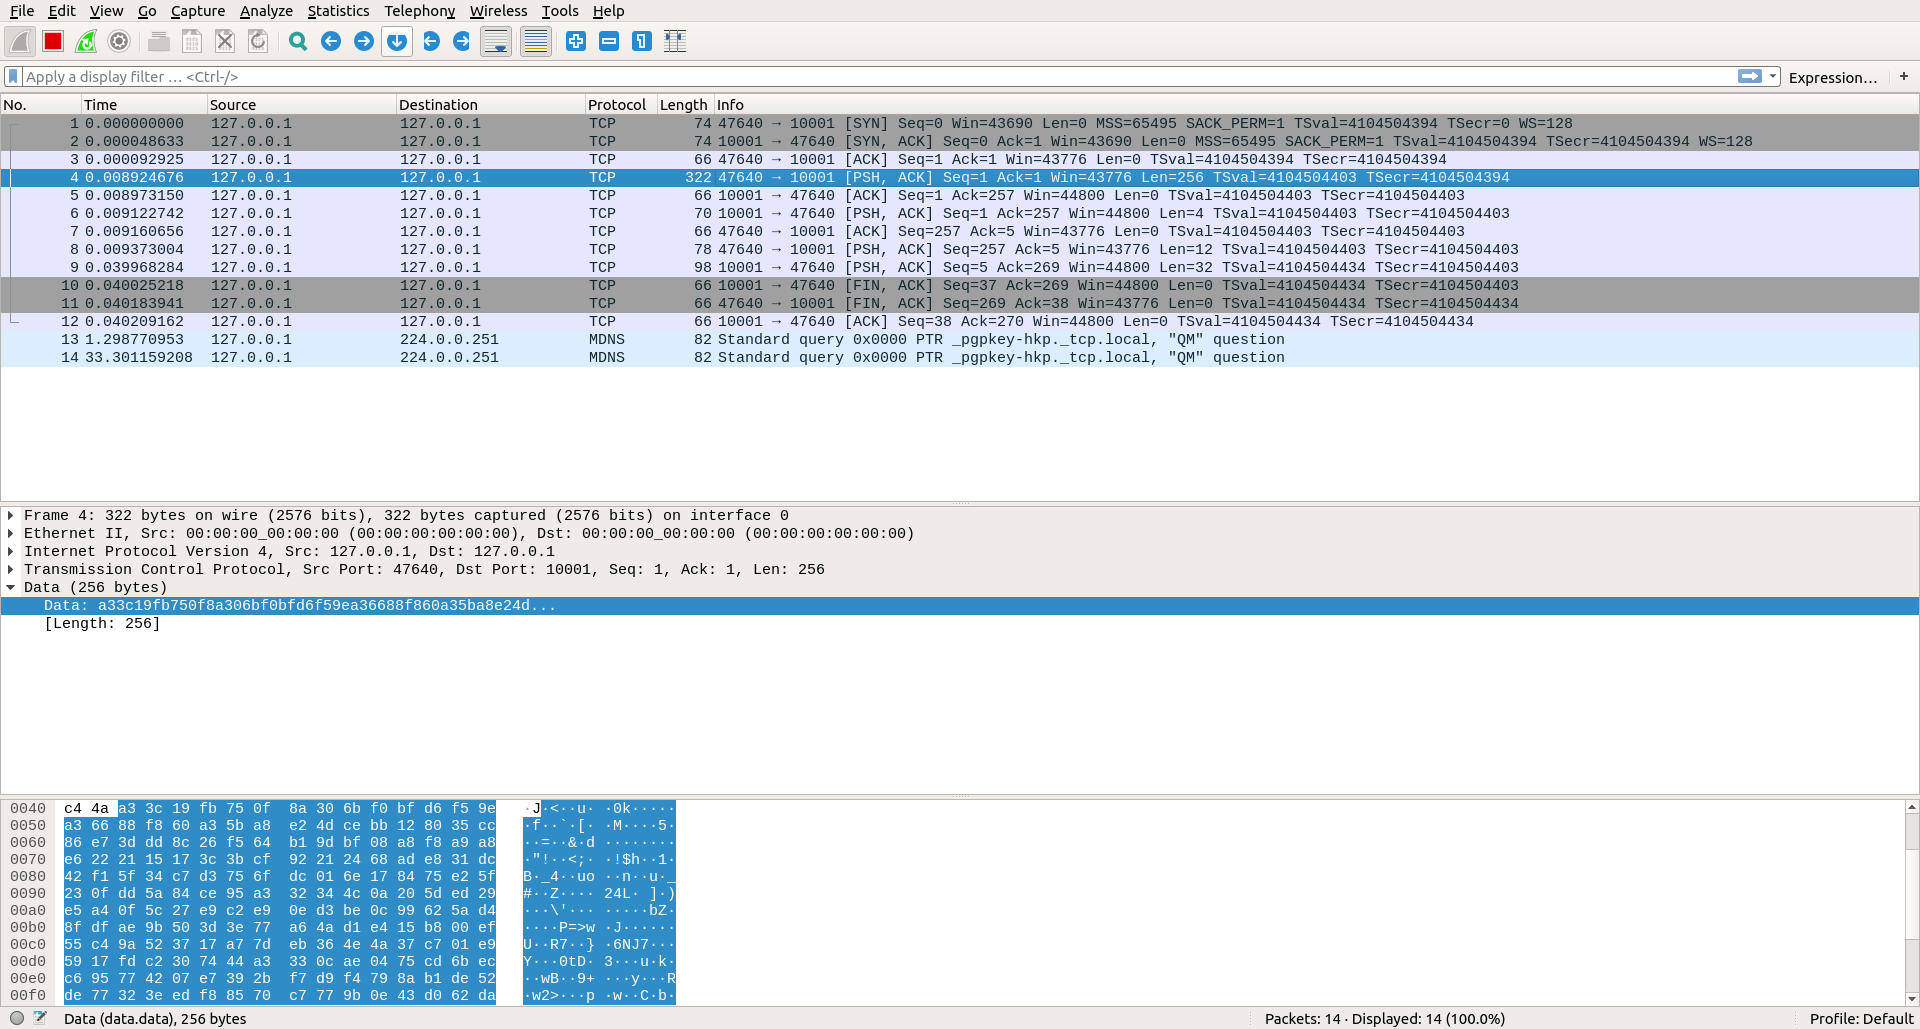 File Edit View Go Capture Analyze Statistics Telephony Wireless Tools Help
Apply a display filter … <Ctrl-/> Expression… +
No. Time Source Destination Protocol Length Info
1 0.000000000 127.0.0.1 127.0.0.1 TCP 74 47640 → 10001 [SYN] Seq=0 Win=43690 Len=0 MSS=65495 SACK_PERM=1 TSval=4104504394 TSecr=0 WS=128
2 0.000048633 127.0.0.1 127.0.0.1 TCP 74 10001 → 47640 [SYN, ACK] Seq=0 Ack=1 Win=43690 Len=0 MSS=65495 SACK_PERM=1 TSval=4104504394 TSecr=4104504394 WS=128
3 0.000092925 127.0.0.1 127.0.0.1 TCP 66 47640 → 10001 [ACK] Seq=1 Ack=1 Win=43776 Len=0 TSval=4104504394 TSecr=4104504394
4 0.008924676 127.0.0.1 127.0.0.1 TCP 322 47640 → 10001 [PSH, ACK] Seq=1 Ack=1 Win=43776 Len=256 TSval=4104504403 TSecr=4104504394
5 0.008973150 127.0.0.1 127.0.0.1 TCP 66 10001 → 47640 [ACK] Seq=1 Ack=257 Win=44800 Len=0 TSval=4104504403 TSecr=4104504403
6 0.009122742 127.0.0.1 127.0.0.1 TCP 70 10001 → 47640 [PSH, ACK] Seq=1 Ack=257 Win=44800 Len=4 TSval=4104504403 TSecr=4104504403
7 0.009160656 127.0.0.1 127.0.0.1 TCP 66 47640 → 10001 [ACK] Seq=257 Ack=5 Win=43776 Len=0 TSval=4104504403 TSecr=4104504403
8 0.009373004 127.0.0.1 127.0.0.1 TCP 78 47640 → 10001 [PSH, ACK] Seq=257 Ack=5 Win=43776 Len=12 TSval=4104504403 TSecr=4104504403
9 0.039968284 127.0.0.1 127.0.0.1 TCP 98 10001 → 47640 [PSH, ACK] Seq=5 Ack=269 Win=44800 Len=32 TSval=4104504434 TSecr=4104504403
10 0.040025218 127.0.0.1 127.0.0.1 TCP 66 10001 → 47640 [FIN, ACK] Seq=37 Ack=269 Win=44800 Len=0 TSval=4104504434 TSecr=4104504403
11 0.040183941 127.0.0.1 127.0.0.1 TCP 66 47640 → 10001 [FIN, ACK] Seq=269 Ack=38 Win=43776 Len=0 TSval=4104504434 TSecr=4104504434
12 0.040209162 127.0.0.1 127.0.0.1 TCP 66 10001 → 47640 [ACK] Seq=38 Ack=270 Win=44800 Len=0 TSval=4104504434 TSecr=4104504434
13 1.298770953 127.0.0.1 224.0.0.251 MDNS 82 Standard query 0x0000 PTR _pgpkey-hkp._tcp.local, "QM" question
14 33.301159208 127.0.0.1 224.0.0.251 MDNS 82 Standard query 0x0000 PTR _pgpkey-hkp._tcp.local, "QM" question
Frame 4: 322 bytes on wire (2576 bits), 322 bytes captured (2576 bits) on interface 0
Ethernet II, Src: 00:00:00_00:00:00 (00:00:00:00:00:00), Dst: 00:00:00_00:00:00 (00:00:00:00:00:00)
Internet Protocol Version 4, Src: 127.0.0.1, Dst: 127.0.0.1
Transmission Control Protocol, Src Port: 47640, Dst Port: 10001, Seq: 1, Ack: 1, Len: 256
Data (256 bytes)
Data: a33c19fb750f8a306bf0bfd6f59ea36688f860a35ba8e24d...
[Length: 256]
0040 c4 4a a3 3c 19 fb 75 0f 8a 30 6b f0 bf d6 f5 9e ·J·<··u· ·0k·····
0050 a3 66 88 f8 60 a3 5b a8 e2 4d ce bb 12 80 35 cc ·f··`·[· ·M····5·
0060 86 e7 3d dd 8c 26 f5 64 b1 9d bf 08 a8 f8 a9 a8 ··=··&·d ········
0070 e6 22 21 15 17 3c 3b cf 92 21 24 68 ad e8 31 dc ·"!··<;· ·!$h··1·
0080 42 f1 5f 34 c7 d3 75 6f dc 01 6e 17 84 75 e2 5f B·_4··uo ··n··u·_
0090 23 0f dd 5a 84 ce 95 a3 32 34 4c 0a 20 5d ed 29 #··Z···· 24L· ]·)
00a0 e5 a4 0f 5c 27 e9 c2 e9 0e d3 be 0c 99 62 5a d4 ···\'··· ·····bZ·
00b0 8f df ae 9b 50 3d 3e 77 a6 4a d1 e4 15 b8 00 ef ····P=>w ·J······
00c0 55 c4 9a 52 37 17 a7 7d eb 36 4e 4a 37 c7 01 e9 U··R7··} ·6NJ7···
00d0 59 17 fd c2 30 74 44 a3 33 0c ae 04 75 cd 6b ec Y···0tD· 3···u·k·
00e0 c6 95 77 42 07 e7 39 2b f7 d9 f4 79 8a b1 de 52 ··wB··9+ ···y···R
00f0 de 77 32 3e ed f8 85 70 c7 77 9b 0e 43 d0 62 da ·w2>···p ·w··C·b·
Data (data.data), 256 bytes Packets: 14 · Displayed: 14 (100.0%) Profile: Default